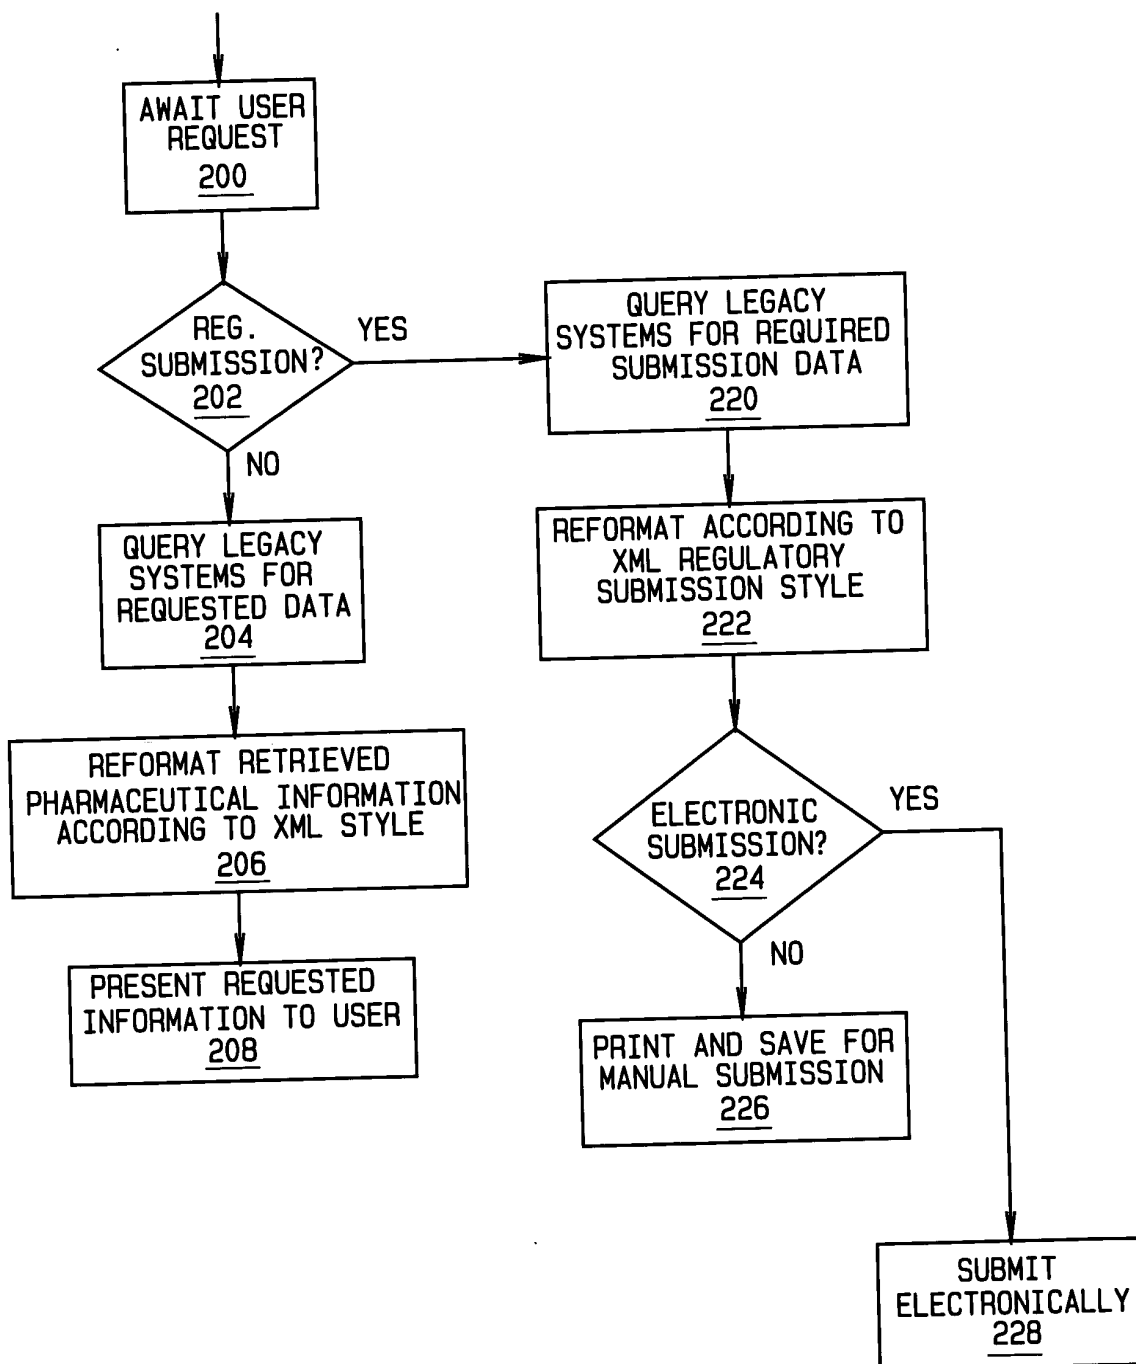 AWAIT USER
REQUEST
200
REG.
SUBMISSION?
202
YES
NO
QUERY LEGACY
SYSTEMS FOR
REQUESTED DATA
204
REFORMAT RETRIEVED
PHARMACEUTICAL INFORMATION
ACCORDING TO XML STYLE
206
PRESENT REQUESTED
INFORMATION TO USER
208
QUERY LEGACY
SYSTEMS FOR REQUIRED
SUBMISSION DATA
220
REFORMAT ACCORDING TO
XML REGULATORY
SUBMISSION STYLE
222
ELECTRONIC
SUBMISSION?
224
YES
NO
PRINT AND SAVE FOR
MANUAL SUBMISSION
226
SUBMIT
ELECTRONICALLY
228